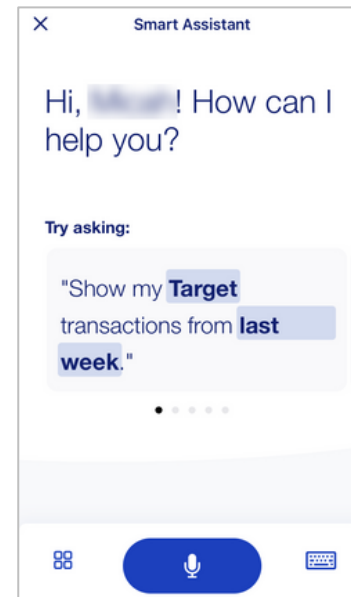 Smart Assistant
Hi, ! How can I
help you?
Try asking:
"Show my Target
transactions from last
week."